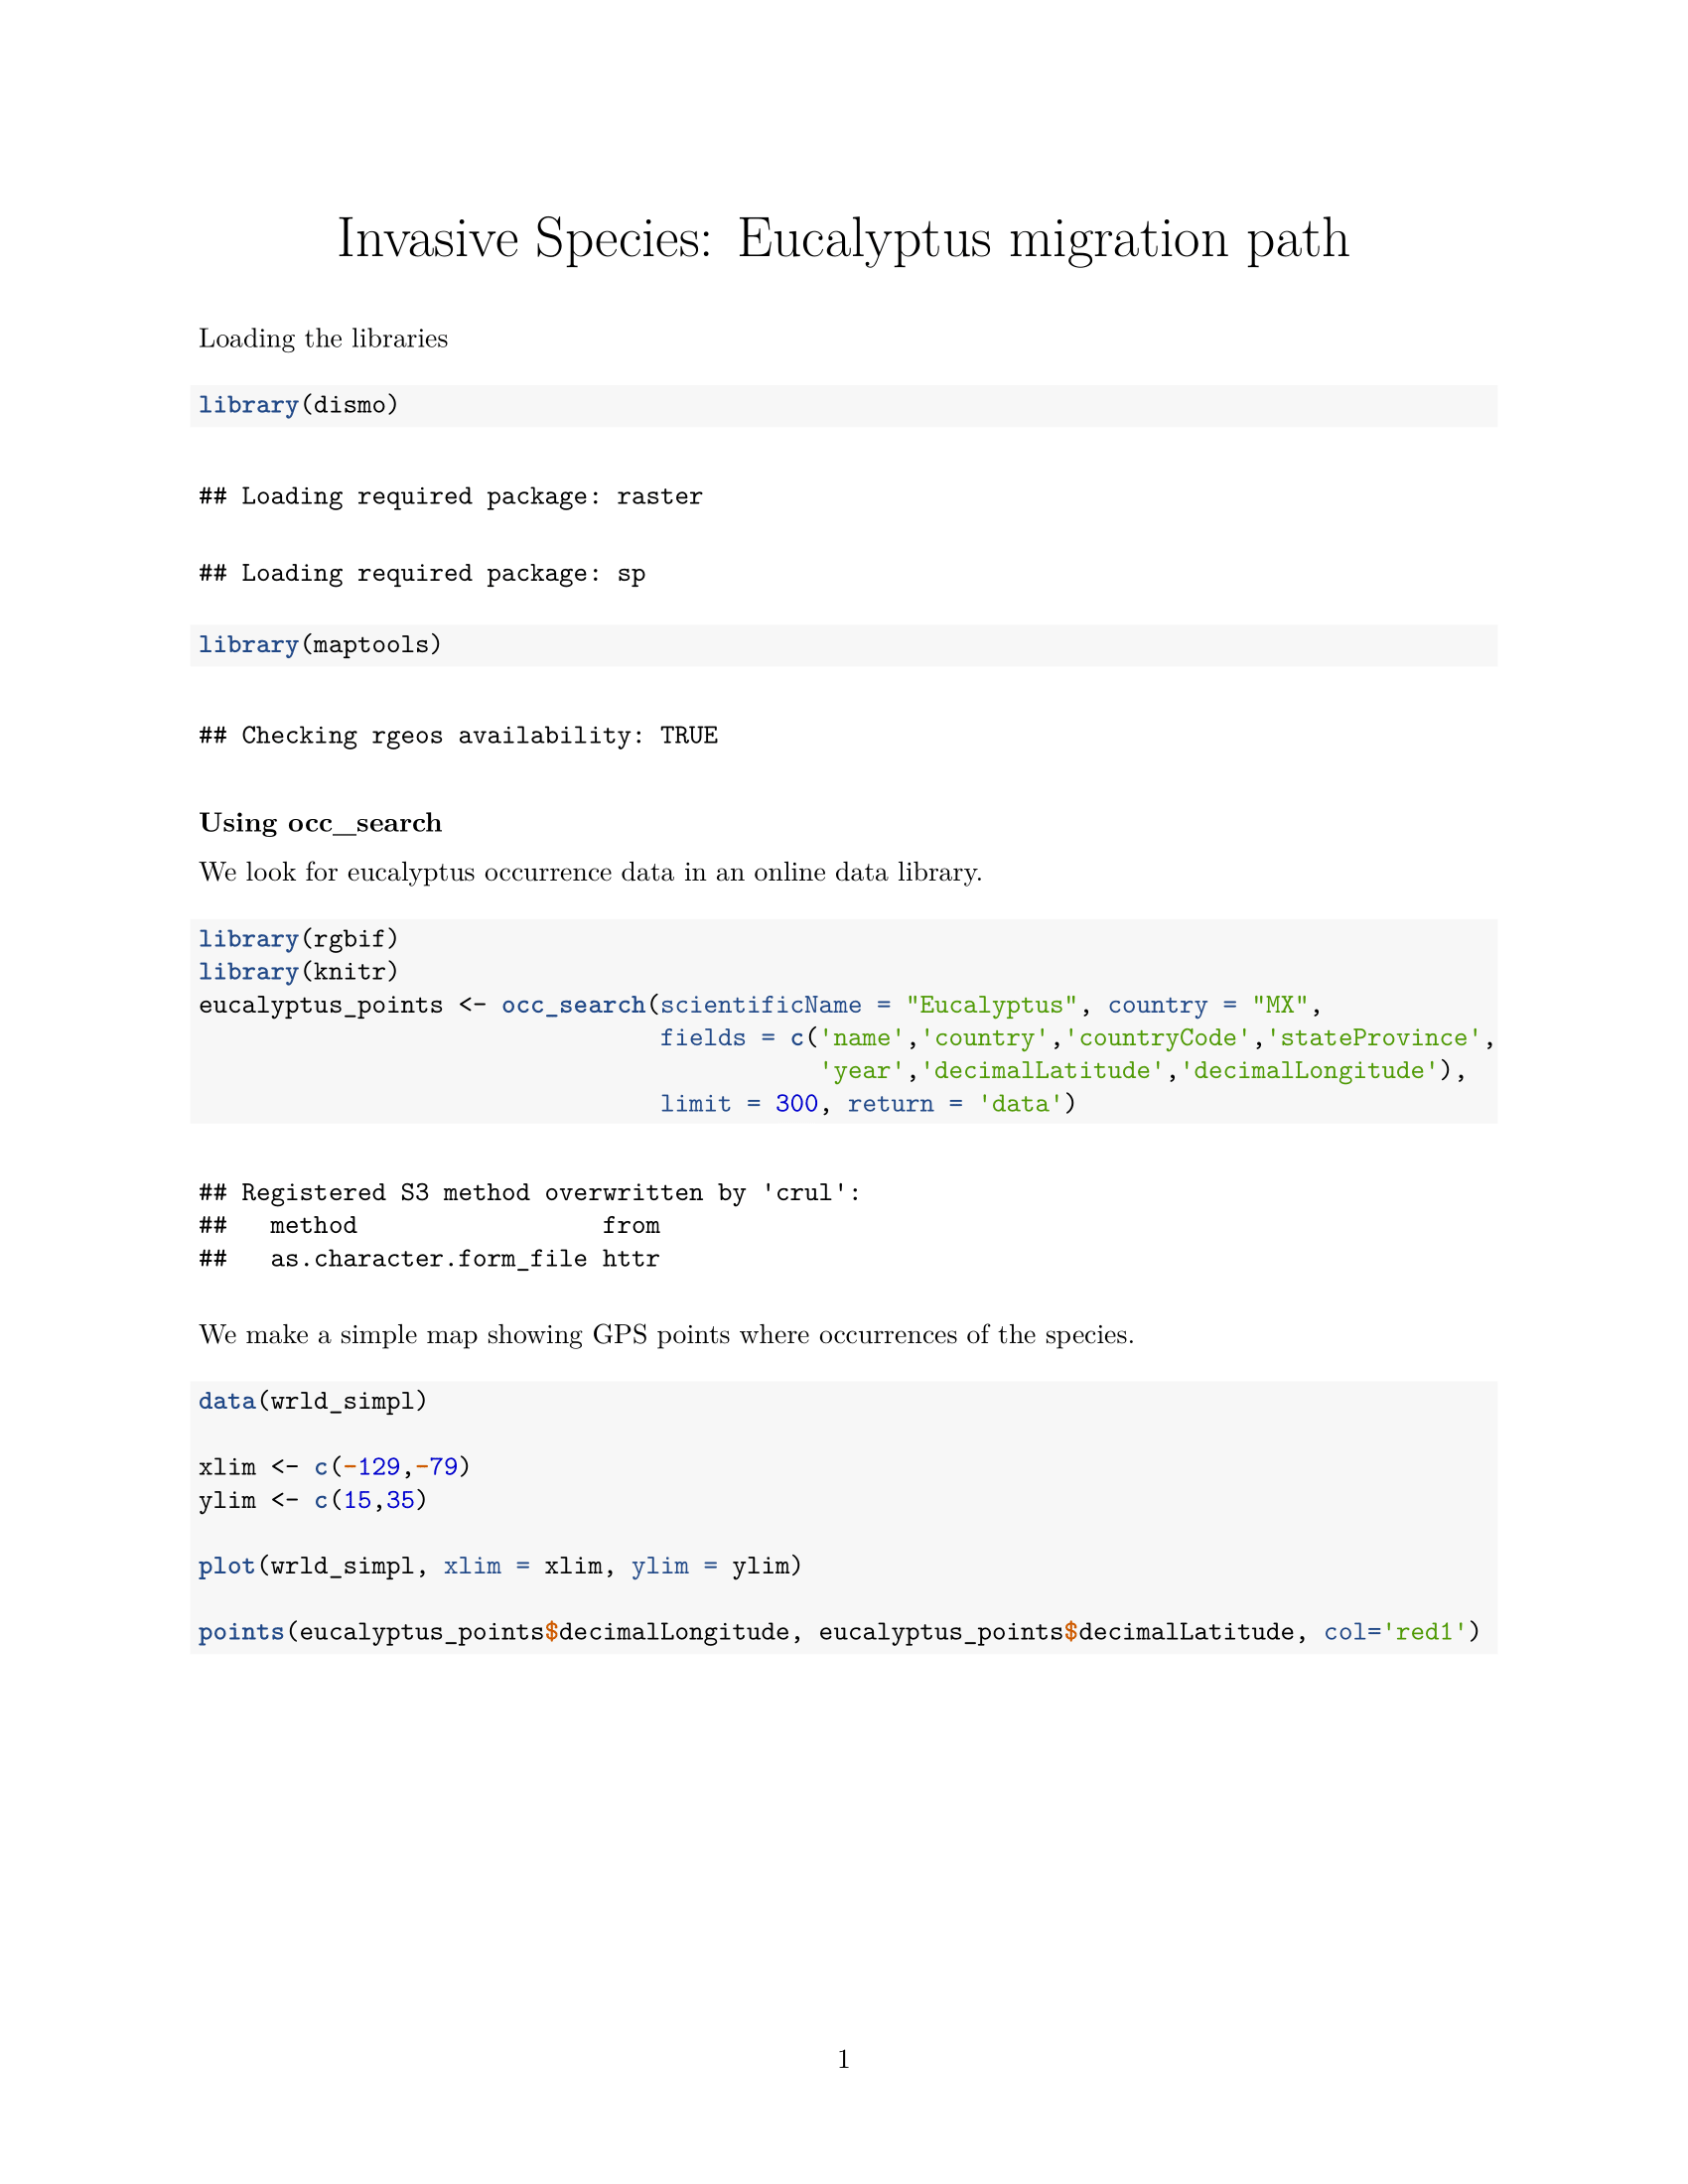 Invasive Species: Eucalyptus migration path
Loading the libraries
library(dismo)
## Loading required package: raster
## Loading required package: sp
library(maptools)
## Checking rgeos availability: TRUE
Using occ_search
We look for eucalyptus occurrence data in an online data library.
library(rgbif)
library(knitr)
eucalyptus_points <- occ_search(scientificName = "Eucalyptus", country = "MX",
                                fields = c('name','country','countryCode','stateProvince',
                                           'year','decimalLatitude','decimalLongitude'),
                                limit = 300, return = 'data')
## Registered S3 method overwritten by 'crul':
##   method                 from
##   as.character.form_file httr
We make a simple map showing GPS points where occurrences of the species.
data(wrld_simpl)
xlim <- c(-129,-79)
ylim <- c(15,35)
plot(wrld_simpl, xlim = xlim, ylim = ylim)
points(eucalyptus_points$decimalLongitude, eucalyptus_points$decimalLatitude, col='red1')
1